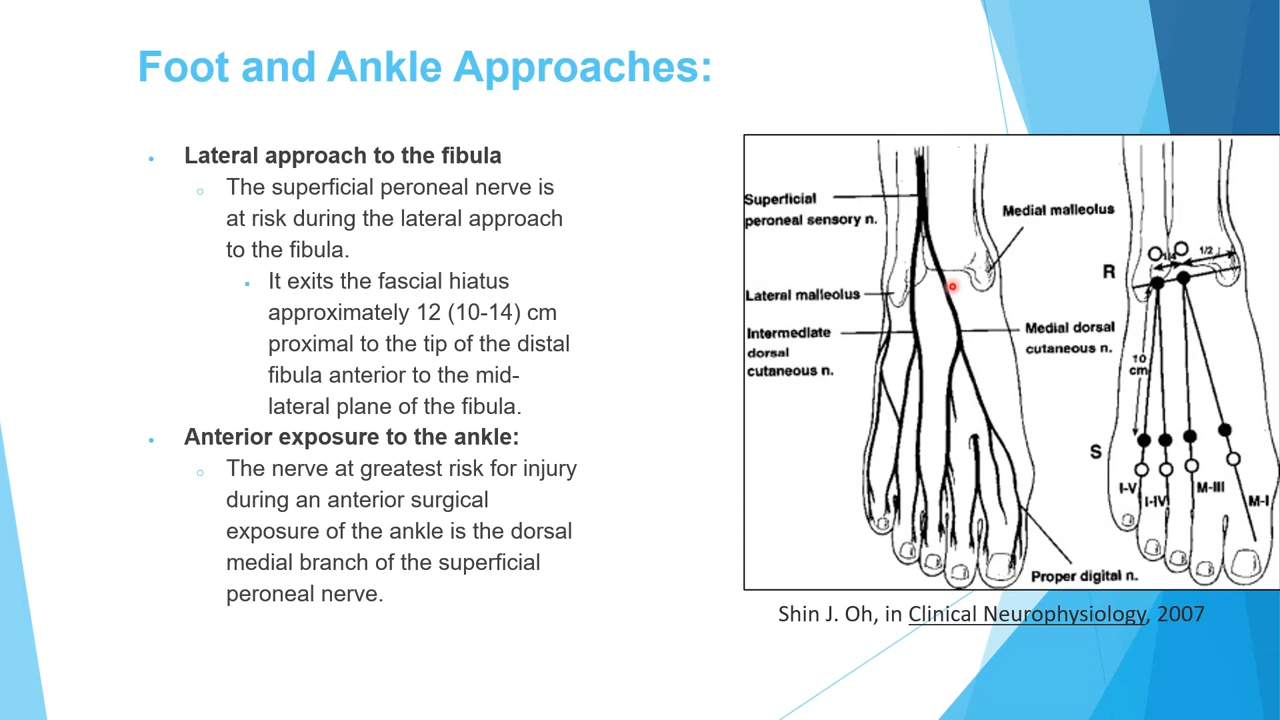 Foot and Ankle Approaches:
• Lateral approach to the fibula
o The superficial peroneal nerve is
at risk during the lateral approach
to the fibula.
▪ It exits the fascial hiatus
approximately 12 (10-14) cm
proximal to the tip of the distal
fibula anterior to the mid-
lateral plane of the fibula.
• Anterior exposure to the ankle:
o The nerve at greatest risk for injury
during an anterior surgical
exposure of the ankle is the dorsal
medial branch of the superficial
peroneal nerve.
Superficial
peroneal sensory n.
Medial malleolus
Lateral malleolus
Intermediate
dorsal
cutaneous n.
Medial dorsal
cutaneous n.
Proper digital n.
R
1/2
10
cm
S
I-V
I-IV
M-III
M-I
Shin J. Oh, in Clinical Neurophysiology, 2007